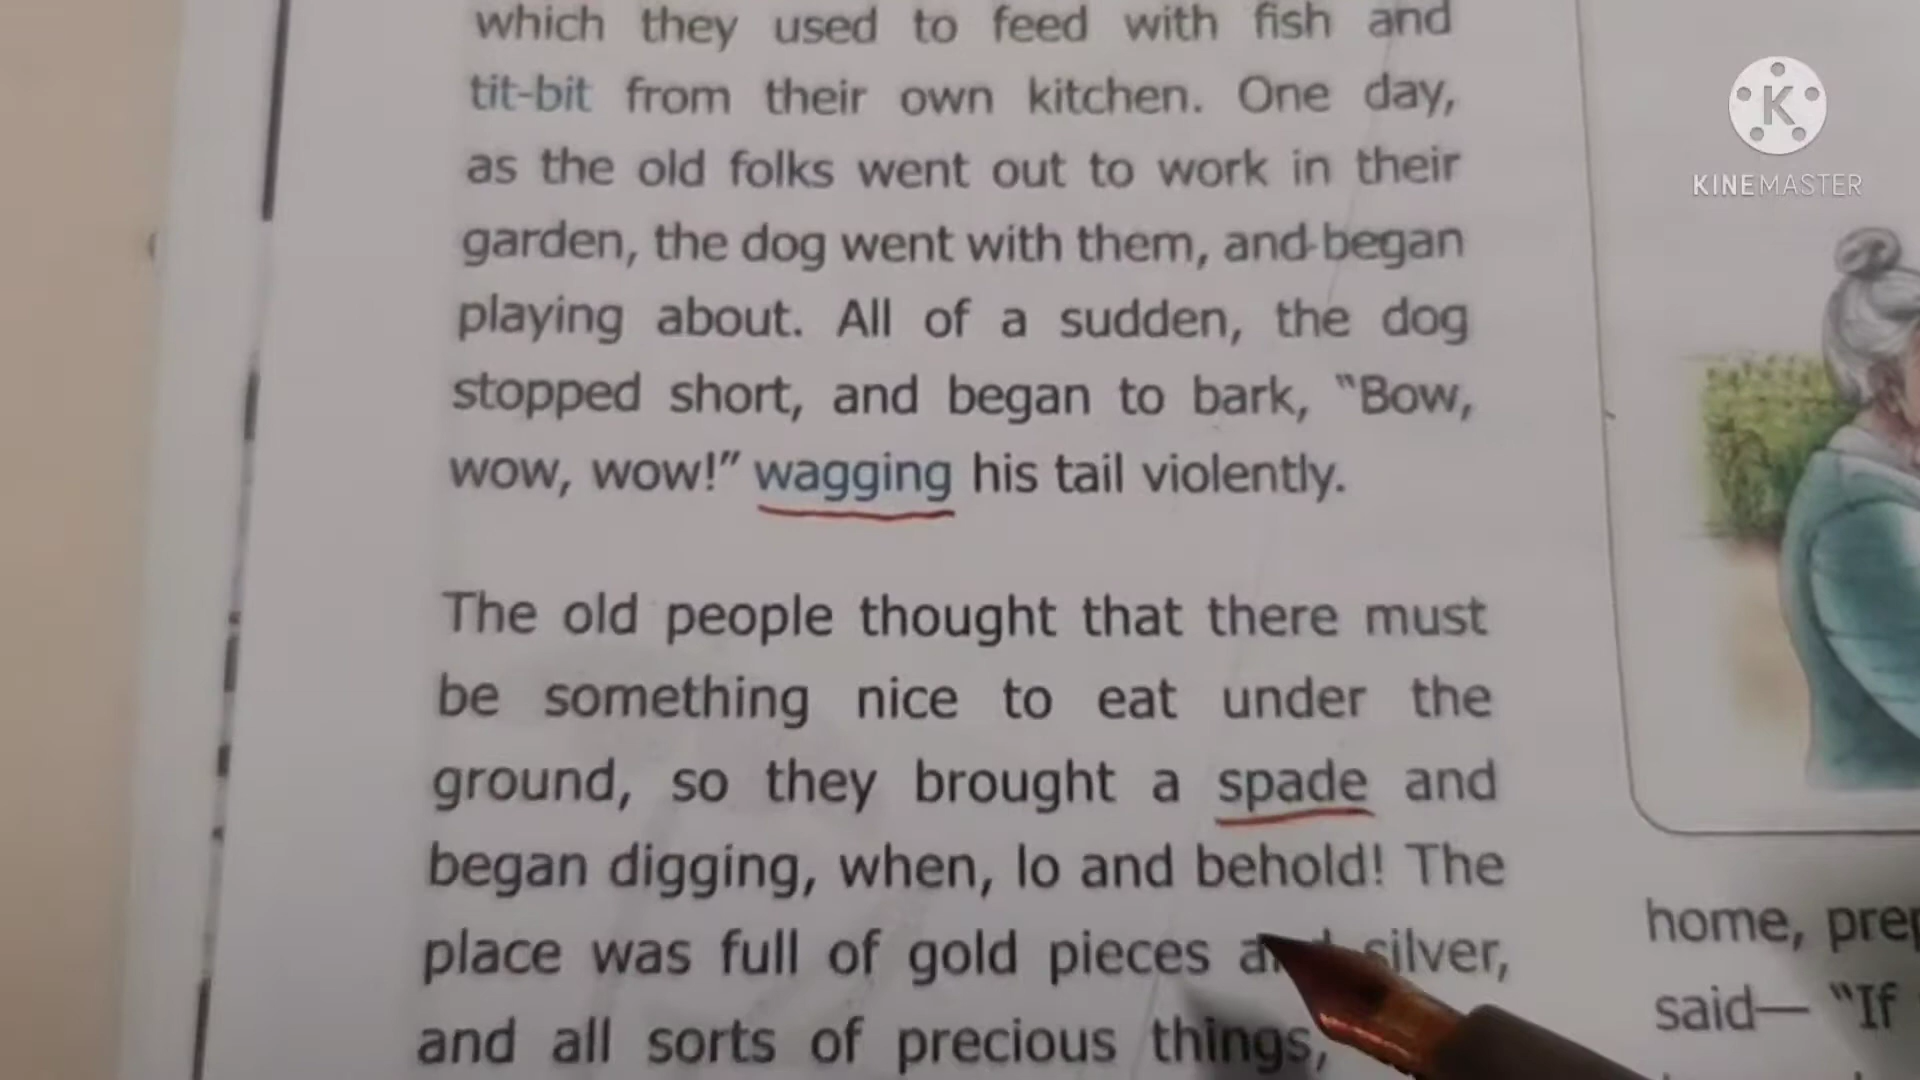 which they used to feed with fish and
tit-bit from their own kitchen. One day,
as the old folks went out to work in their
garden, the dog went with them, and began
playing about. All of a sudden, the dog
stopped short, and began to bark, "Bow,
wow, wow!" wagging his tail violently.
The old people thought that there must
be something nice to eat under the
ground, so they brought a spade and
began digging, when, lo and behold! The
place was full of gold pieces and silver,
and all sorts of precious things,
home,
said— "If
KINEMASTER